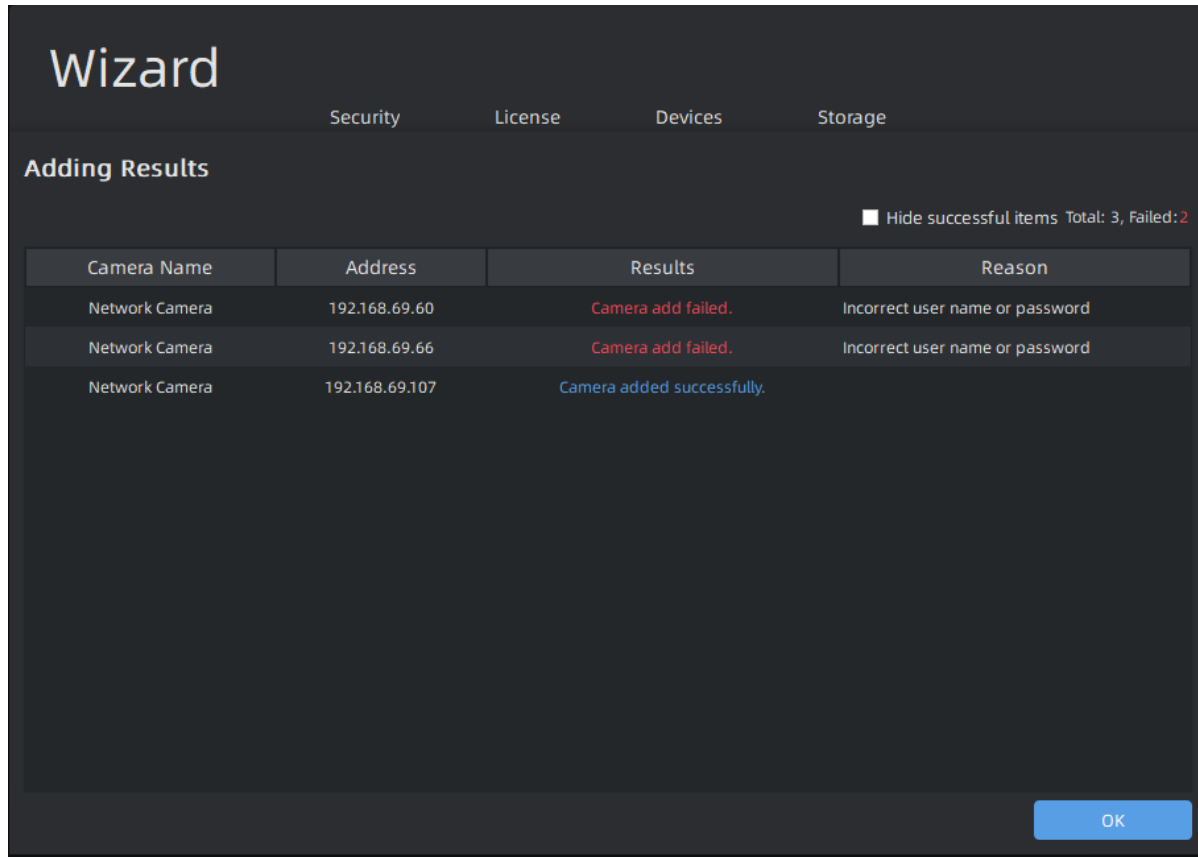 Wizard
Security License Devices Storage
Adding Results
Hide successful items Total: 3, Failed:2
Camera Name Address Results Reason
Network Camera 192.168.69.60 Camera add failed. Incorrect user name or password
Network Camera 192.168.69.66 Camera add failed. Incorrect user name or password
Network Camera 192.168.69.107 Camera added successfully.
OK